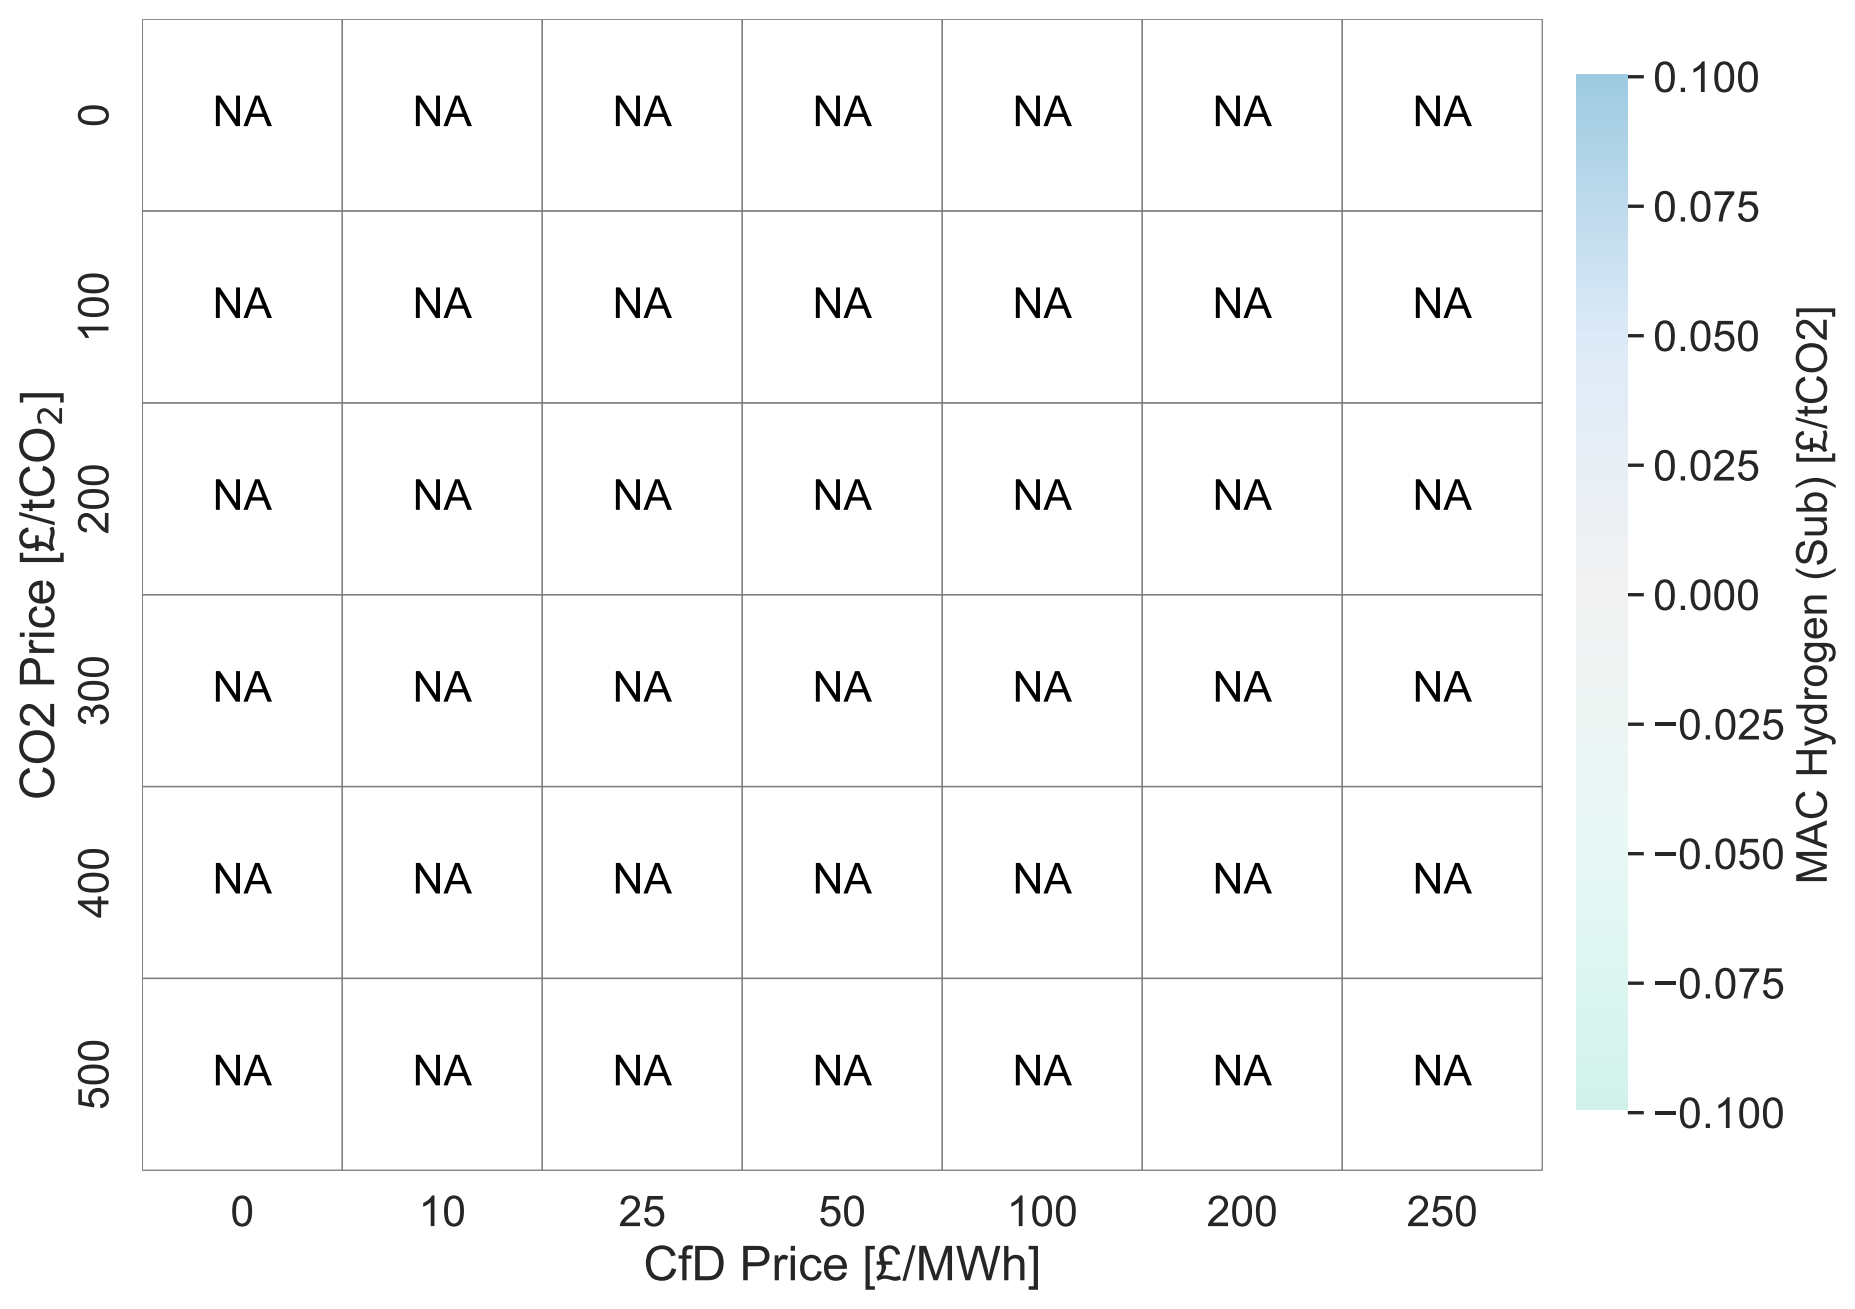 0 NA NA NA NA NA NA NA
100 NA NA NA NA NA NA NA
200 NA NA NA NA NA NA NA
300 NA NA NA NA NA NA NA
400 NA NA NA NA NA NA NA
500 NA NA NA NA NA NA NA
0 10 25 50 100 200 250
CfD Price [£/MWh]
CO2 Price [£/tCO₂]
0.100
0.075
0.050
0.025
0.000
−0.025
−0.050
−0.075
−0.100
MAC Hydrogen (Sub) [£/tCO2]